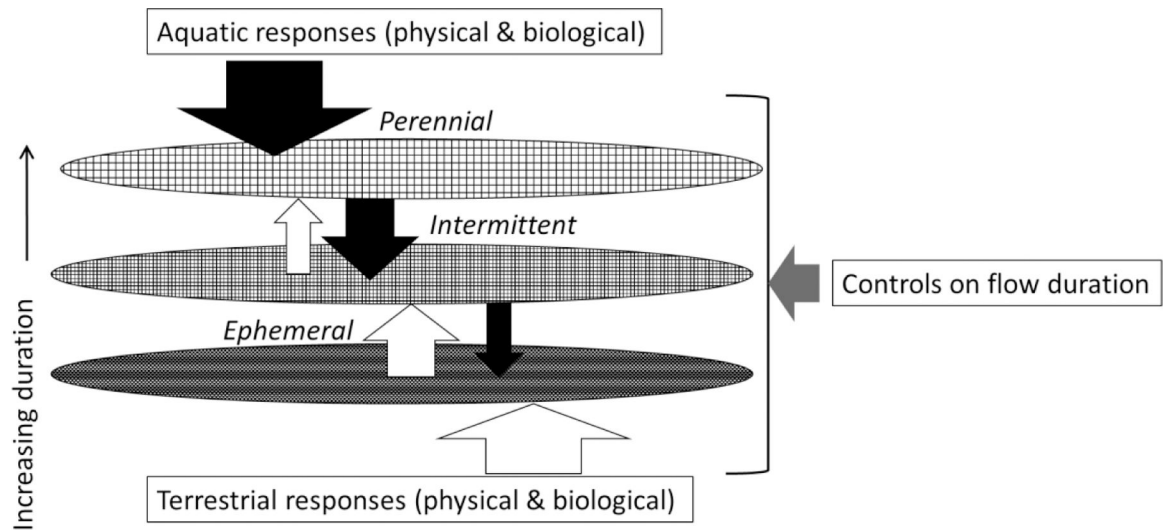 Aquatic responses (physical & biological)
Perennial
Intermittent
Controls on flow duration
Ephemeral
Increasing duration
Terrestrial responses (physical & biological)